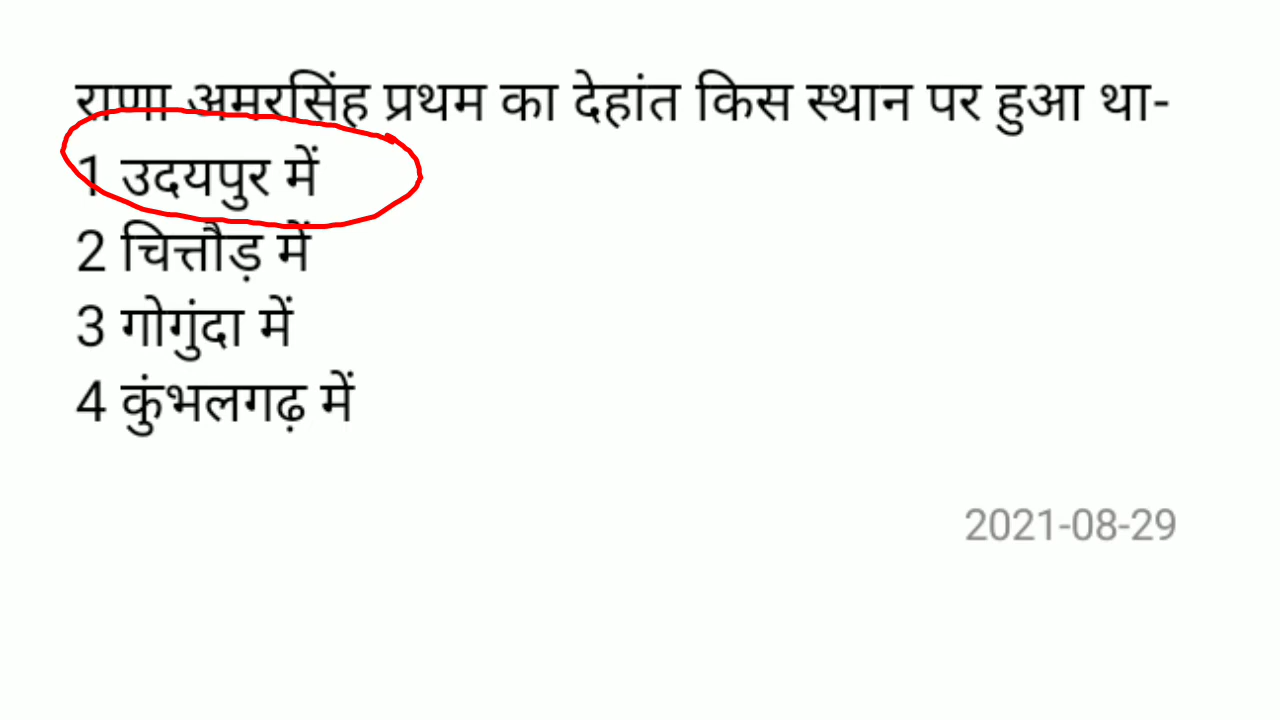 राणा अमरसिंह प्रथम का देहांत किस स्थान पर हुआ था-
1 उदयपुर में
2 चित्तौड़ में
3 गोगुंदा में
4 कुंभलगढ़ में
2021-08-29